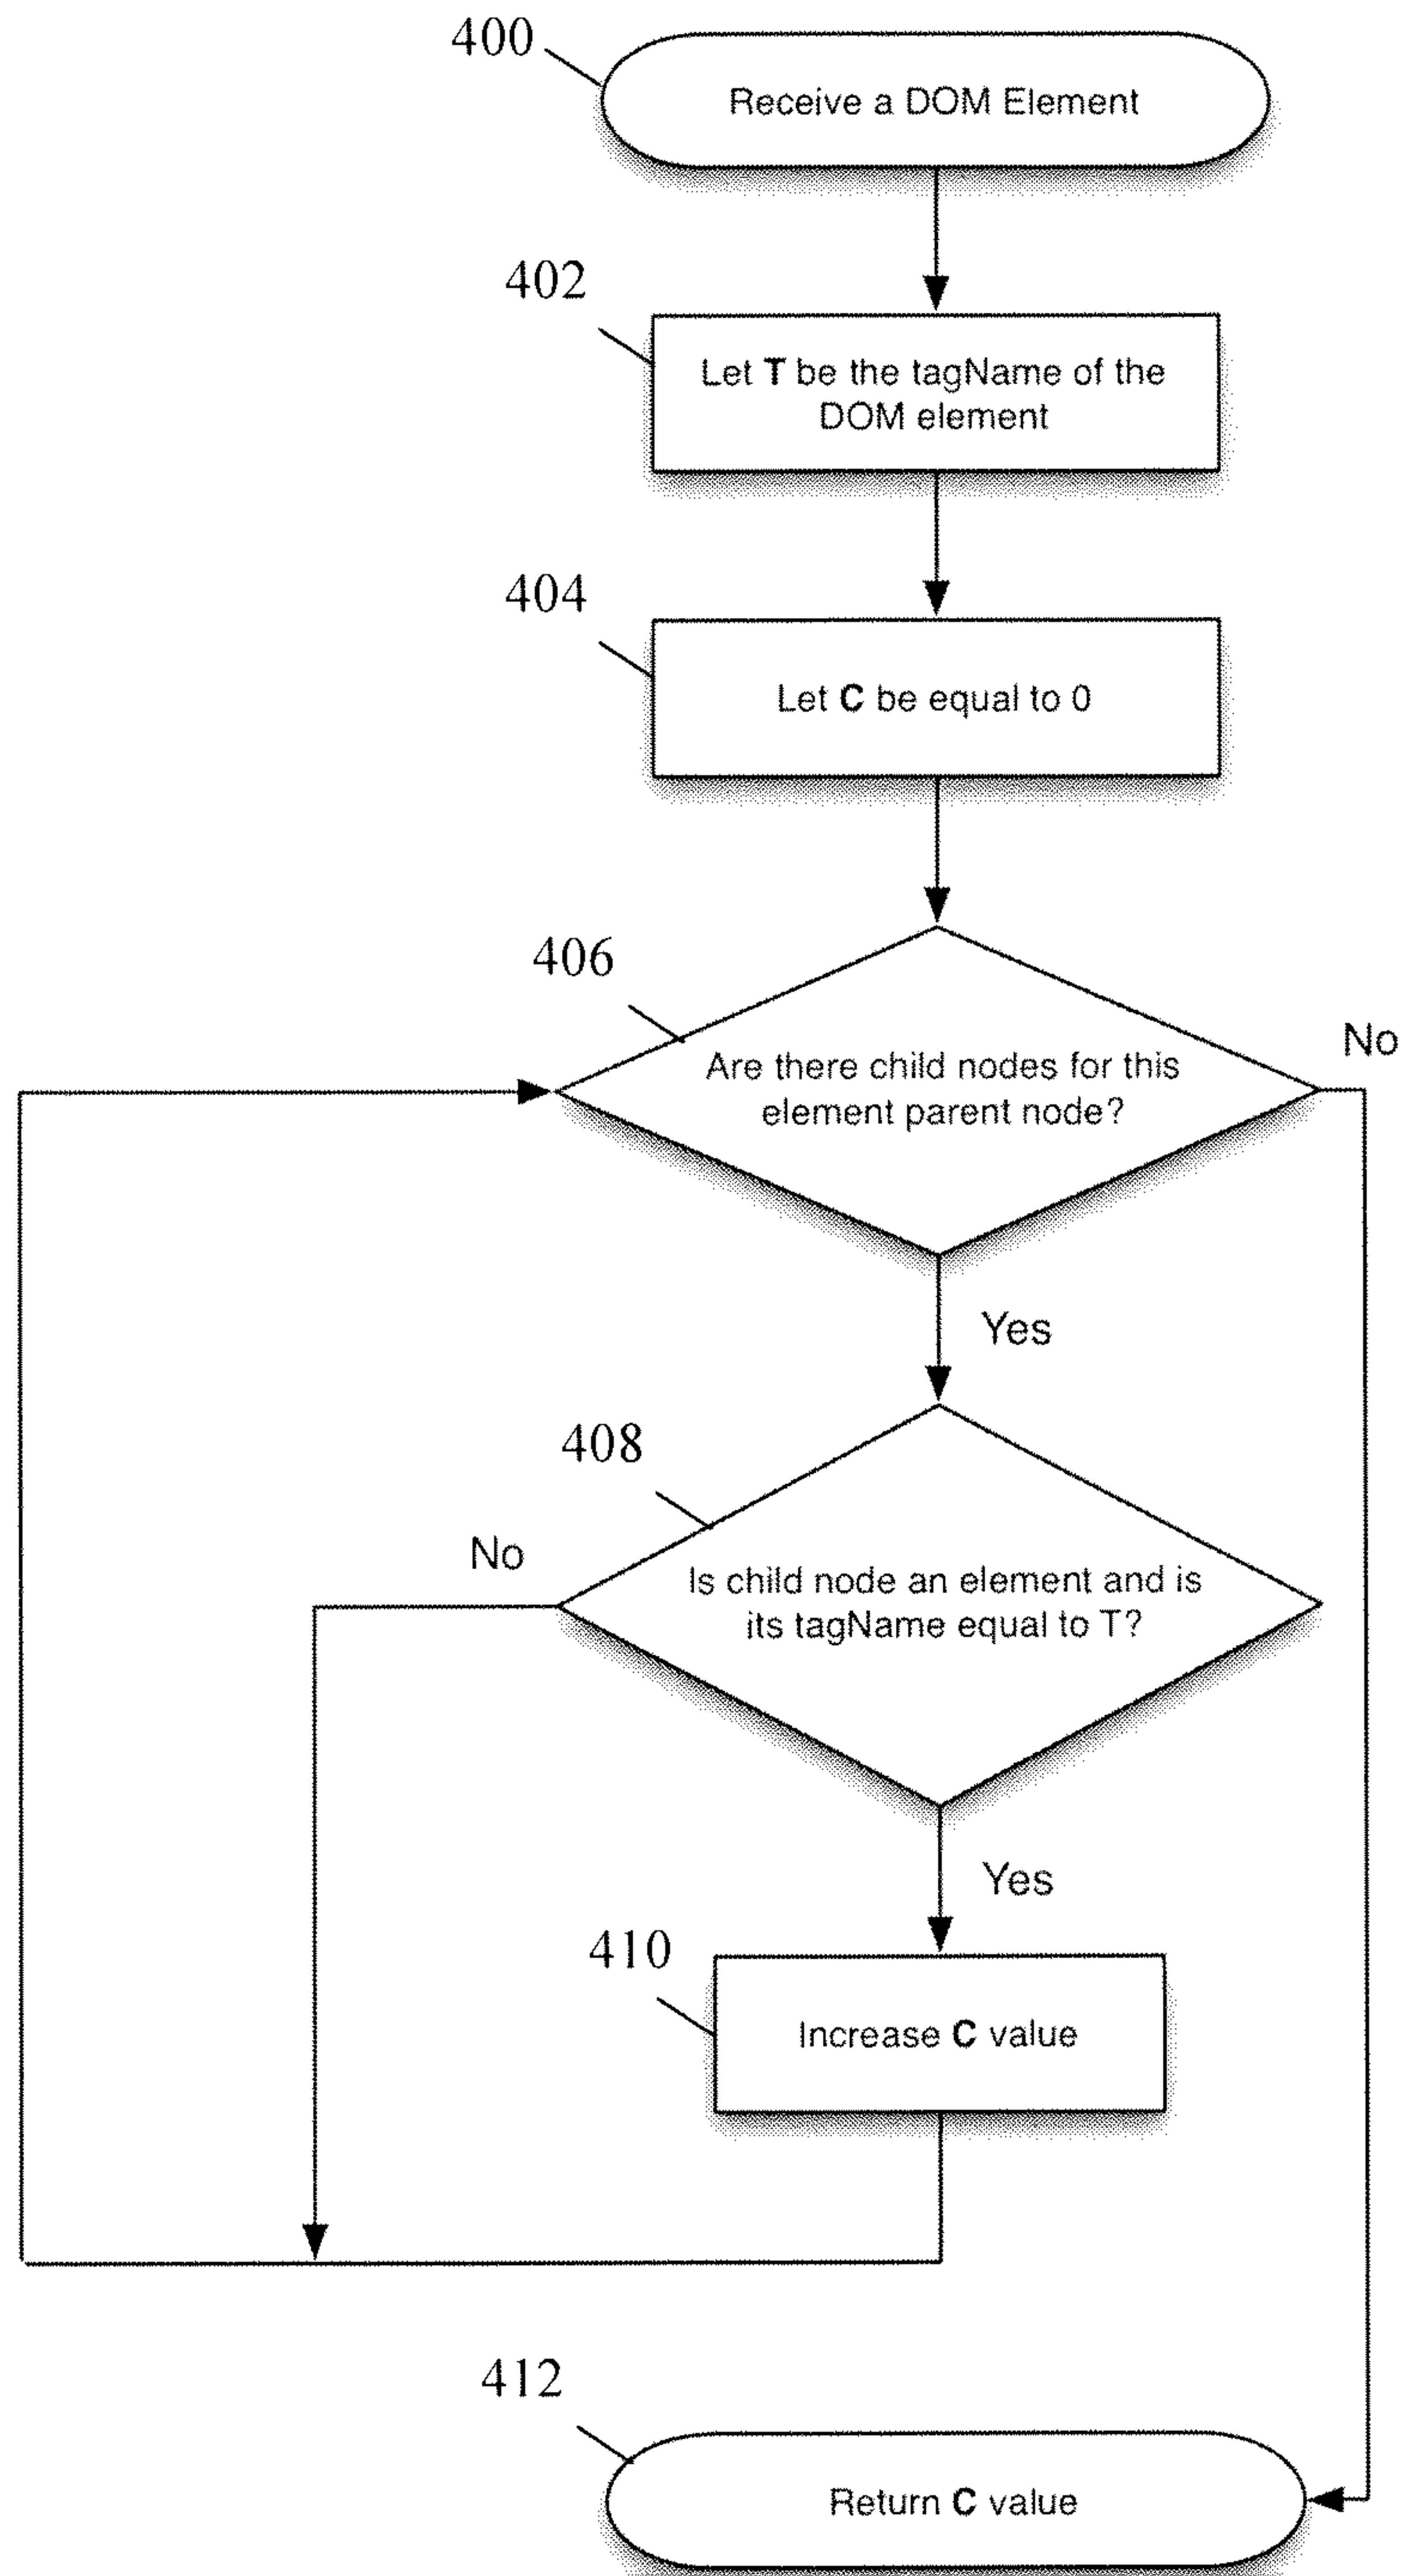 400
Receive a DOM Element
402
Let T be the tagName of the
DOM element
404
Let C be equal to 0
406
Are there child nodes for this
element parent node?
No
Yes
408
No
Is child node an element and is
its tagName equal to T?
Yes
410
Increase C value
412
Return C value